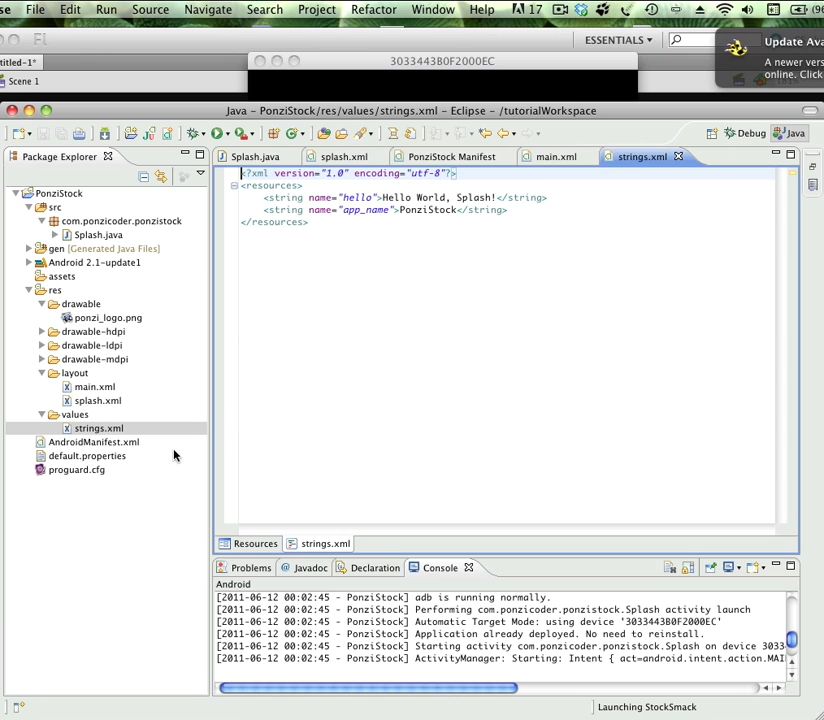 se File Edit Run Source Navigate Search Project Refactor Window Help 17 (96
ESSENTIALS
Update Ava
A newer vers
online. Click
titled-1*
Scene 1
3033443B0F2000EC
Java - PonziStock/res/values/strings.xml - Eclipse - /tutorialWorkspace
Debug Java
Package Explorer
Splash.java splash.xml PonziStock Manifest main.xml strings.xml
PonziStock
src
com.ponzicoder.ponzistock
Splash.java
gen [Generated Java Files]
Android 2.1-update1
assets
res
drawable
ponzi_logo.png
drawable-hdpi
drawable-ldpi
drawable-mdpi
layout
main.xml
splash.xml
values
strings.xml
AndroidManifest.xml
default.properties
proguard.cfg
<?xml version="1.0" encoding="utf-8"?>
<resources>
<string name="hello">Hello World, Splash!</string>
<string name="app_name">PonziStock</string>
</resources>
Resources strings.xml
Problems Javadoc Declaration Console
Android
[2011-06-12 00:02:45 - PonziStock] adb is running normally.
[2011-06-12 00:02:45 - PonziStock] Performing com.ponzicoder.ponzistock.Splash activity launch
[2011-06-12 00:02:45 - PonziStock] Automatic Target Mode: using device '3033443B0F2000EC'
[2011-06-12 00:02:45 - PonziStock] Application already deployed. No need to reinstall.
[2011-06-12 00:02:45 - PonziStock] Starting activity com.ponzicoder.ponzistock.Splash on device 3033
[2011-06-12 00:02:45 - PonziStock] ActivityManager: Starting: Intent { act=android.intent.action.MAI
Launching StockSmack